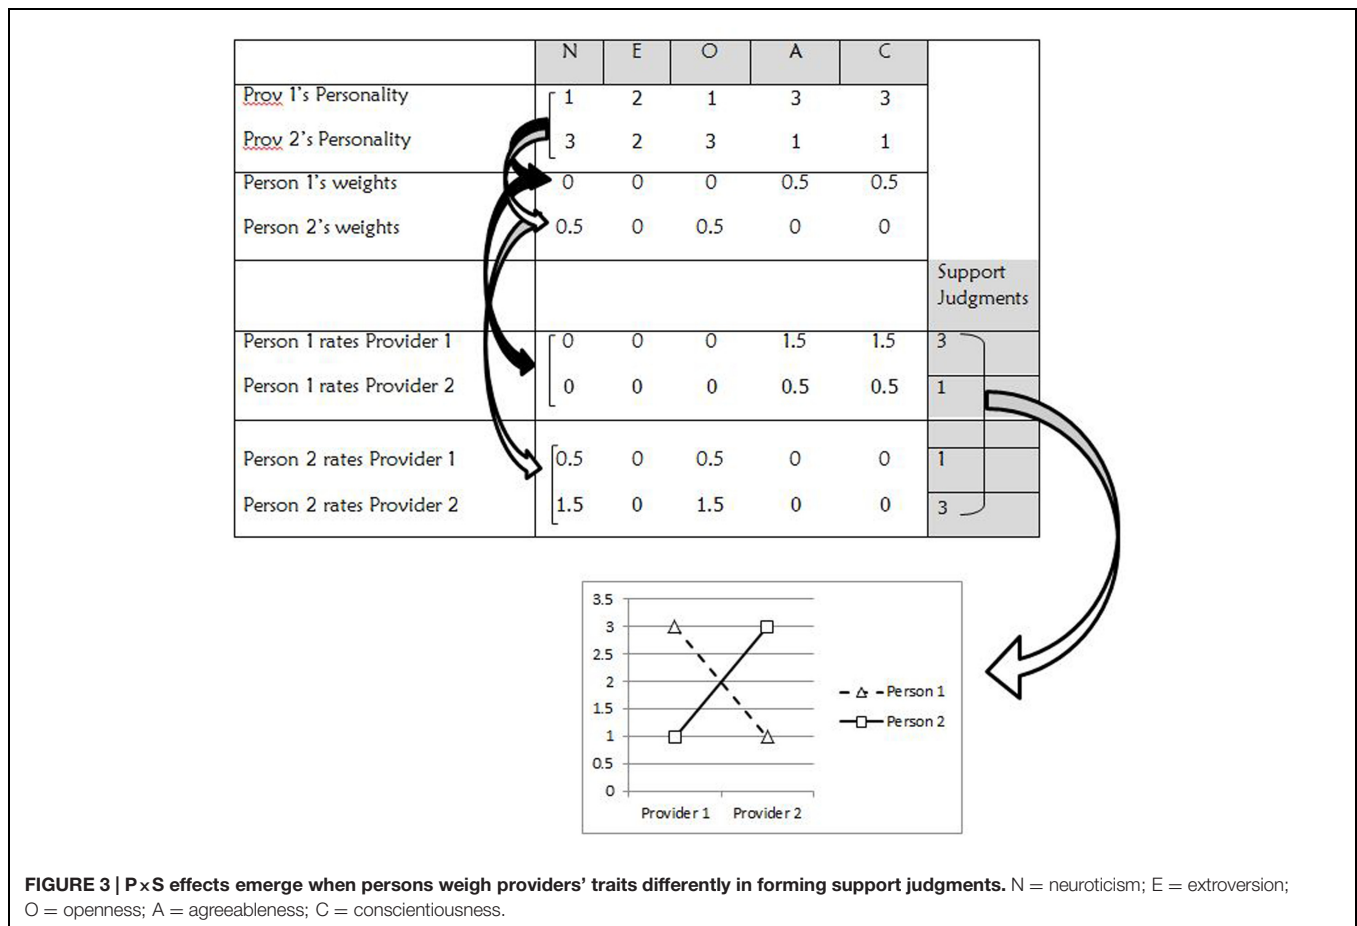 N E O A C
Prov 1's Personality 1 2 1 3 3
Prov 2's Personality 3 2 3 1 1
Person 1's weights 0 0 0 0.5 0.5
Person 2's weights 0.5 0 0.5 0 0
Support
Judgments
Person 1 rates Provider 1 0 0 0 1.5 1.5 3
Person 1 rates Provider 2 0 0 0 0.5 0.5 1
Person 2 rates Provider 1 0.5 0 0.5 0 0 1
Person 2 rates Provider 2 1.5 0 1.5 0 0 3
3.5
3
2.5
2
1.5
1
0.5
0
Provider 1 Provider 2
Person 1
Person 2
FIGURE 3 | P×S effects emerge when persons weigh providers' traits differently in forming support judgments. N = neuroticism; E = extroversion;
O = openness; A = agreeableness; C = conscientiousness.